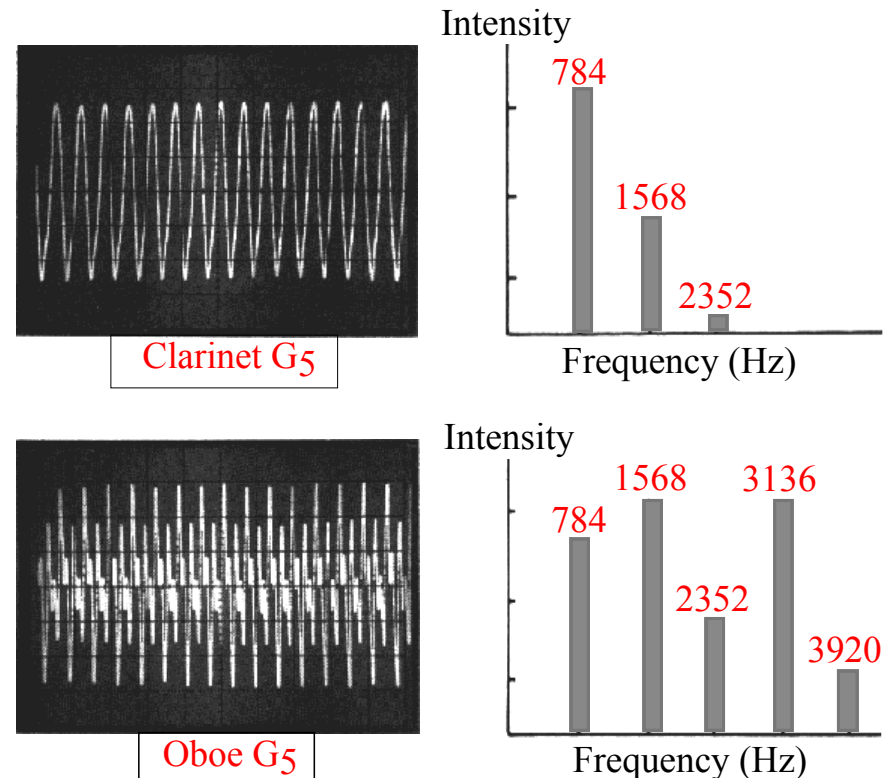 Intensity
784
1568
2352
Frequency (Hz)
Clarinet G5
Intensity
784
1568
2352
3136
3920
Frequency (Hz)
Oboe G5